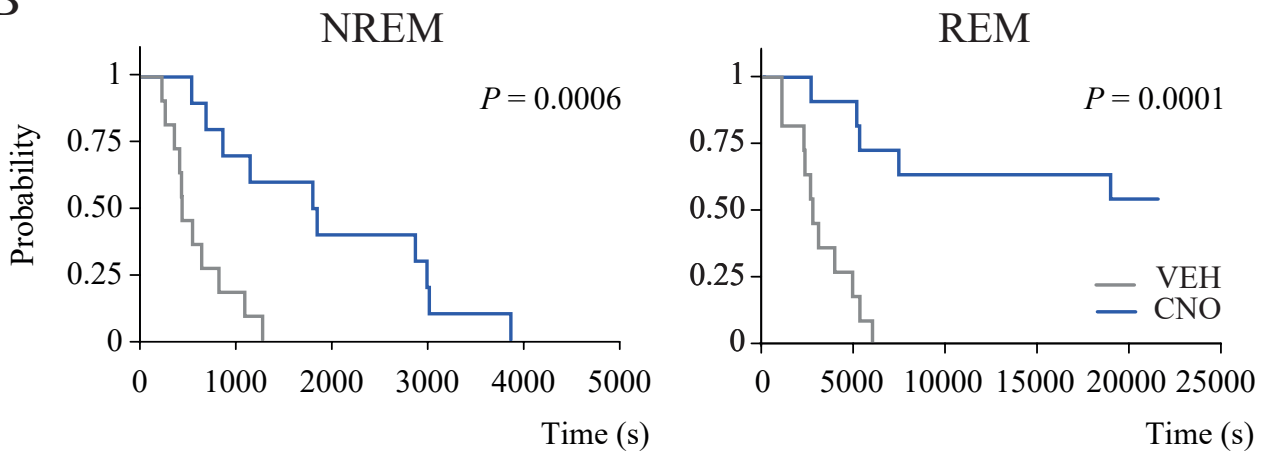 B
NREM
REM
P = 0.0006
P = 0.0001
Probability
1
0.75
0.50
0.25
0
0 1000 2000 3000 4000 5000
Time (s)
1
0.75
0.50
0.25
0
0 5000 10000 15000 20000 25000
Time (s)
VEH
CNO